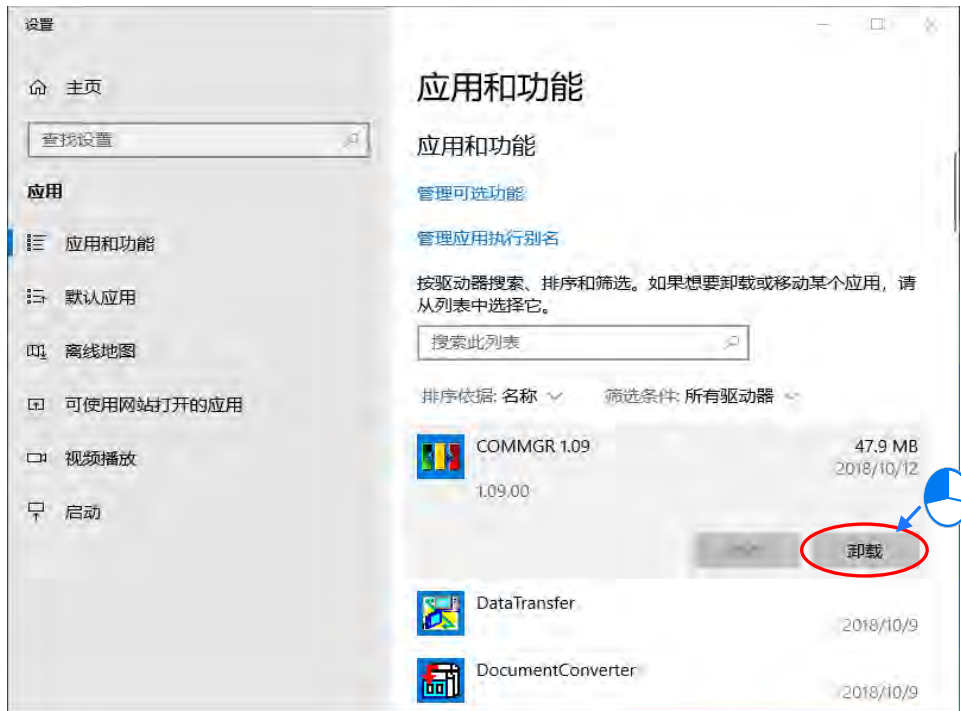 设置
主页
查找设置
应用
应用和功能
默认应用
离线地图
可使用网站打开的应用
视频播放
启动
应用和功能
应用和功能
管理可选功能
管理应用执行别名
按驱动器搜索、排序和筛选。如果想要卸载或移动某个应用，请
从列表中选择它。
搜索此列表
排序依据: 名称 筛选条件: 所有驱动器
COMMGR 1.09 47.9 MB
2018/10/12
1.09.00
卸载
DataTransfer
2018/10/9
DocumentConverter
2018/10/9